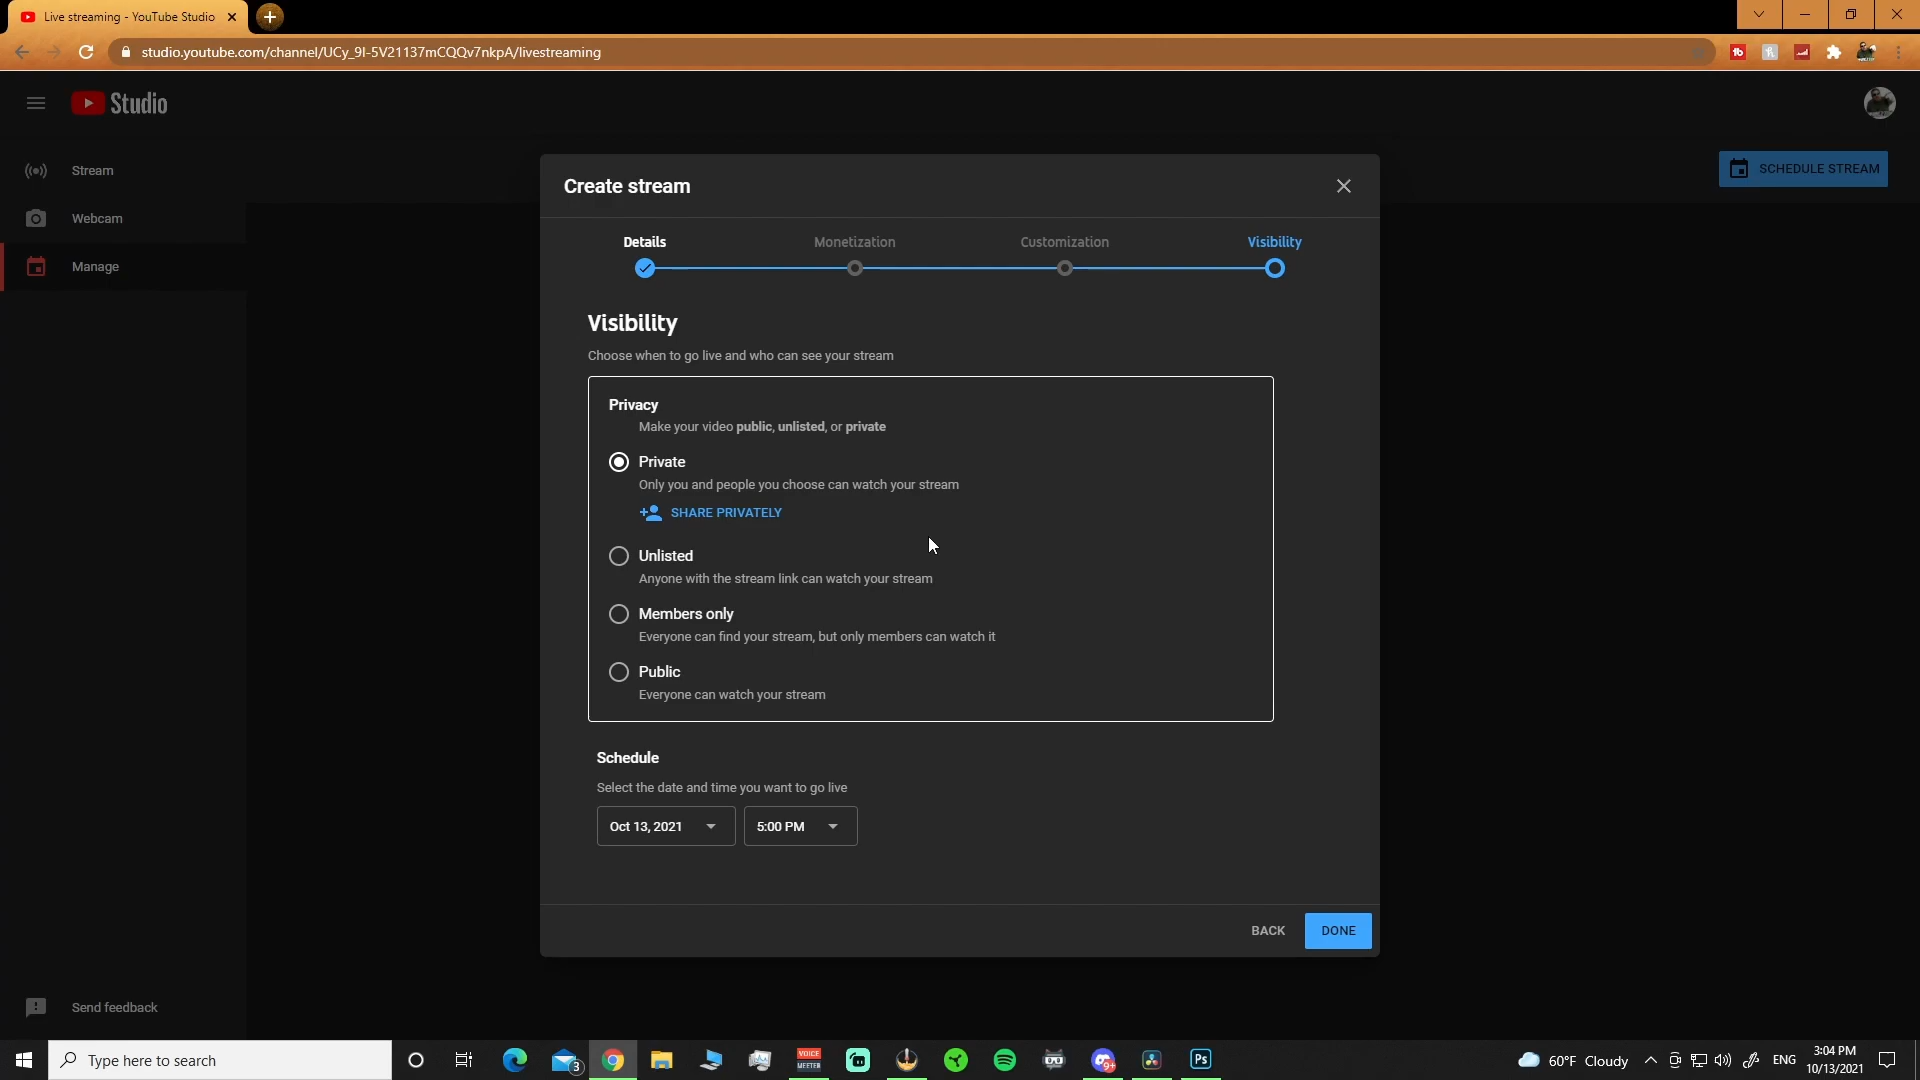 Live streaming - YouTube Studio
studio.youtube.com/channel/UCy_9I-5V21137mCQQv7nkpA/livestreaming
Studio
Stream
SCHEDULE STREAM
Webcam
Manage
Create stream
Details
Monetization
Customization
Visibility
Visibility
Choose when to go live and who can see your stream
Privacy
Make your video public, unlisted, or private
Private
Only you and people you choose can watch your stream
SHARE PRIVATELY
Unlisted
Anyone with the stream link can watch your stream
Members only
Everyone can find your stream, but only members can watch it
Public
Everyone can watch your stream
Schedule
Select the date and time you want to go live
Oct 13, 2021
5:00 PM
BACK
DONE
Send feedback
Type here to search
3
VOICE
MEETER
9+
Ps
60°F Cloudy
ENG
3:04 PM
10/13/2021